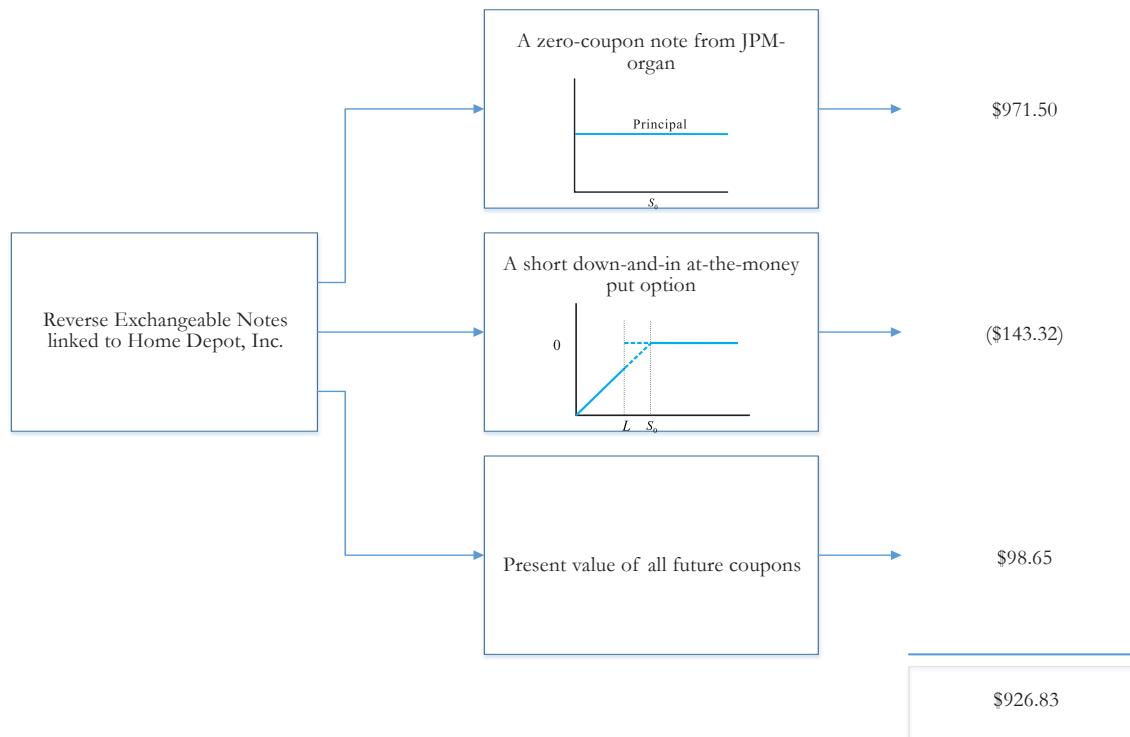 A zero-coupon note from JPM-
organ
Principal
S₀
$971.50
Reverse Exchangeable Notes
linked to Home Depot, Inc.
A short down-and-in at-the-money
put option
0
L S₀
($143.32)
Present value of all future coupons
$98.65
$926.83